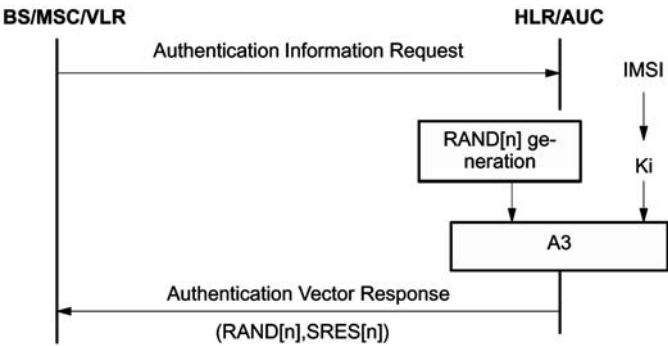 BS/MSC/VLR
HLR/AUC
Authentication Information Request
IMSI
RAND[n] ge-
neration
Ki
A3
Authentication Vector Response
(RAND[n],SRES[n])